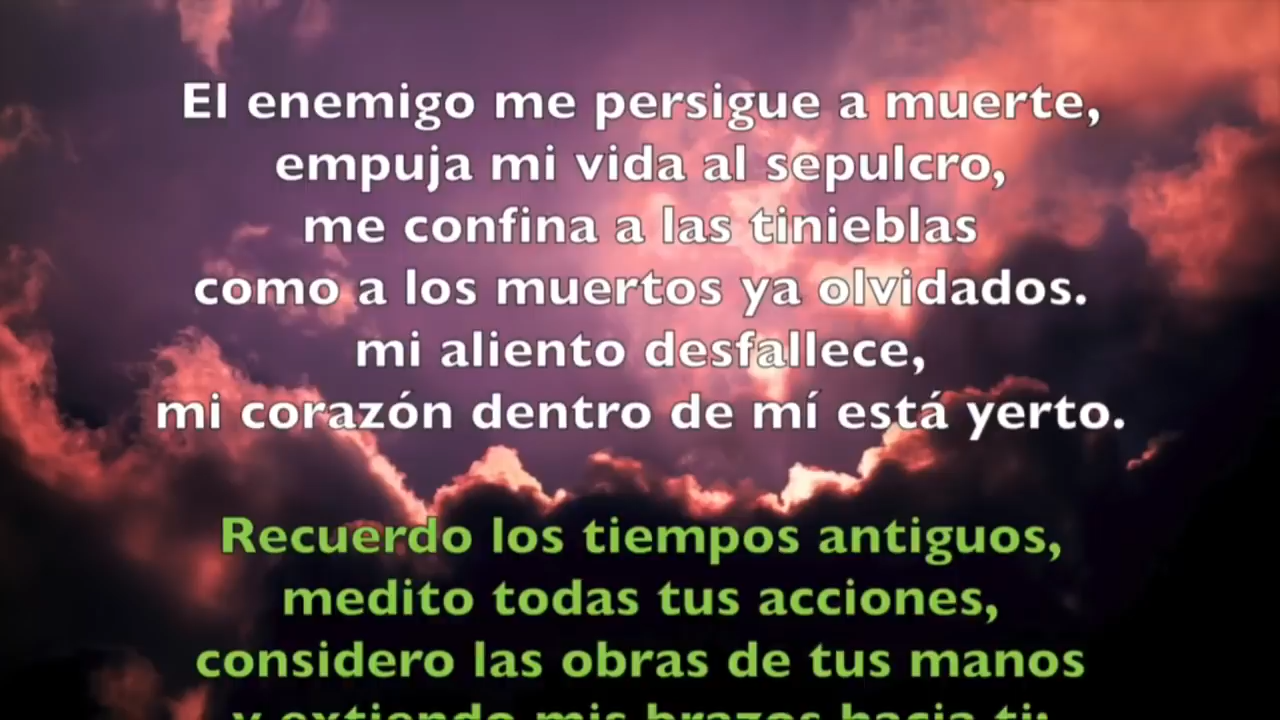 El enemigo me persigue a muerte,
empuja mi vida al sepulcro,
me confina a las tinieblas
como a los muertos ya olvidados.
mi aliento desfallece,
mi corazón dentro de mí está yerto.
Recuerdo los tiempos antiguos,
medito todas tus acciones,
considero las obras de tus manos
y extiendo mis brazos hacia ti: